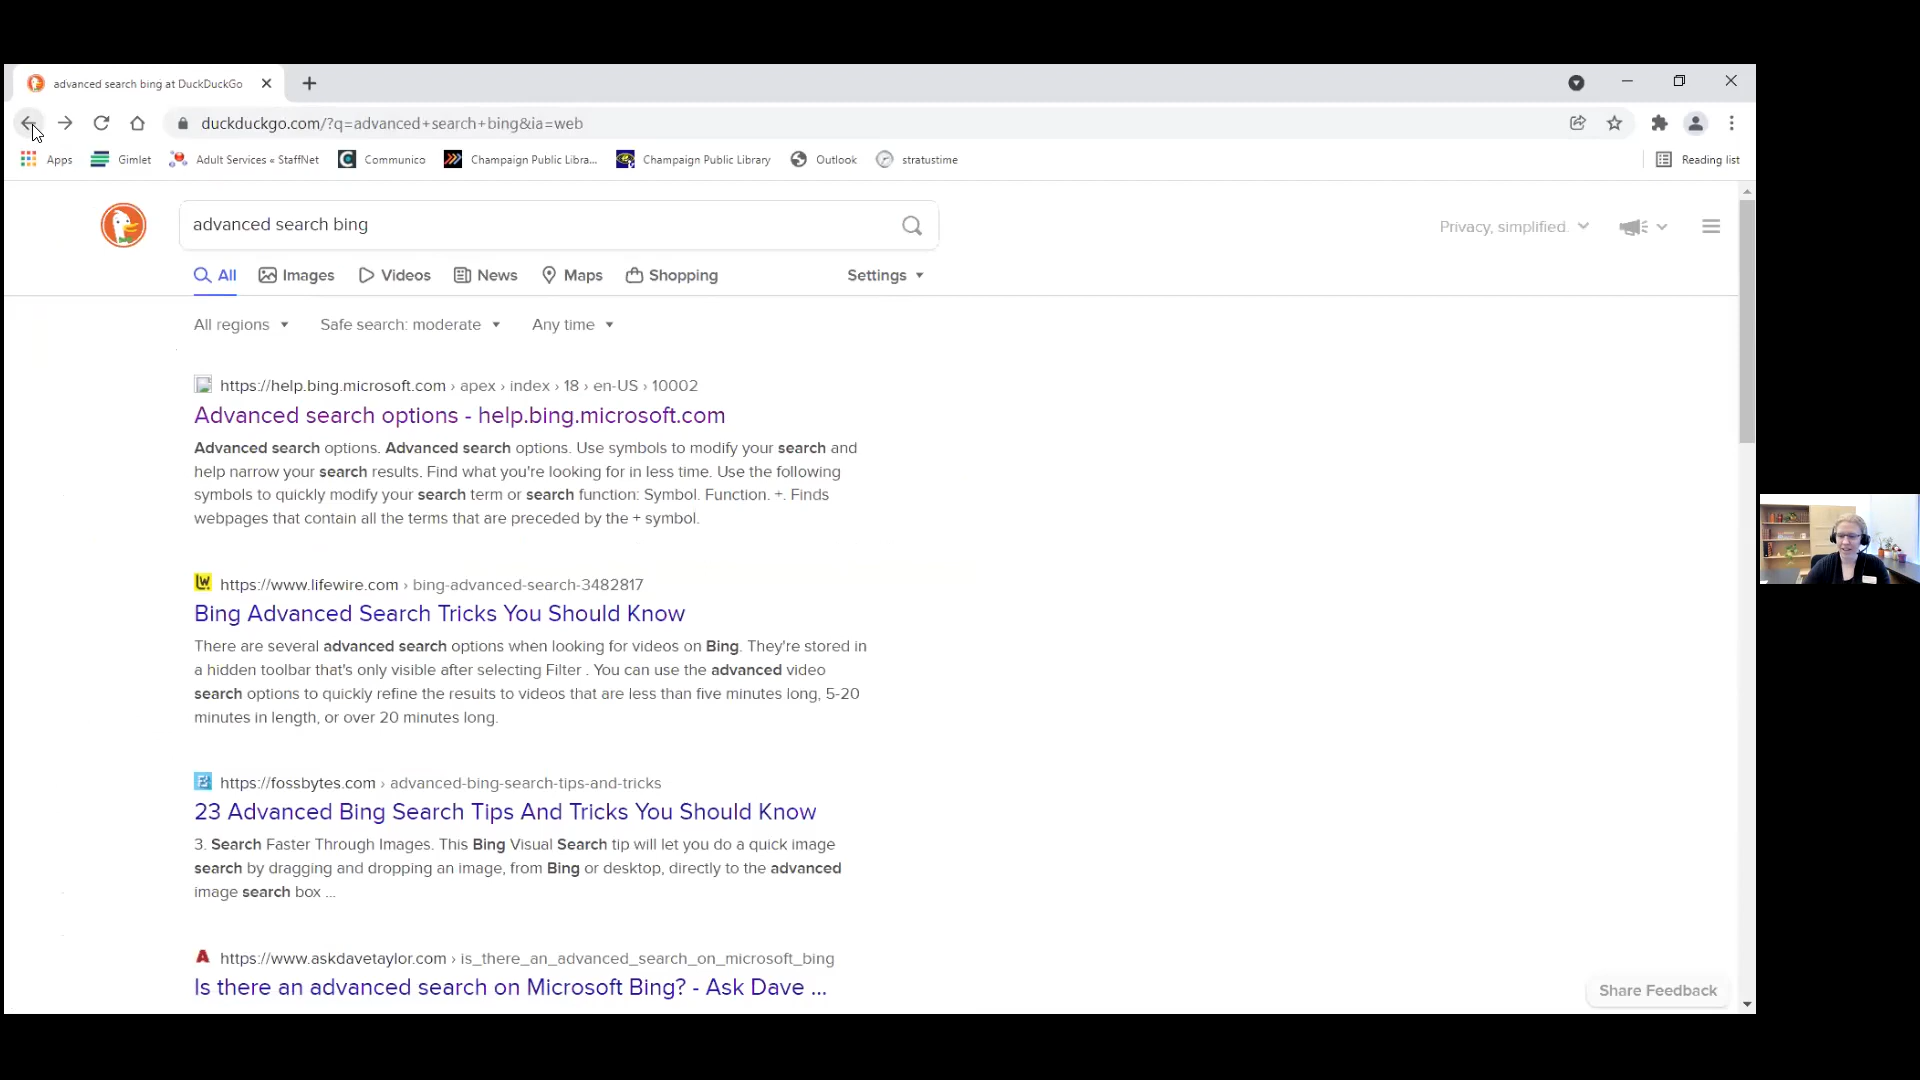 advanced search bing at DuckDuckGo
duckduckgo.com/?q=advanced+search+bing&ia=web
Apps Gimlet Adult Services « StaffNet Communico Champaign Public Libra... Champaign Public Library Outlook stratustime Reading list
advanced search bing
Privacy, simplified.
All Images Videos News Maps Shopping Settings
All regions Safe search: moderate Any time
https://help.bing.microsoft.com › apex › index › 18 › en-US › 10002
Advanced search options - help.bing.microsoft.com
Advanced search options. Advanced search options. Use symbols to modify your search and
help narrow your search results. Find what you're looking for in less time. Use the following
symbols to quickly modify your search term or search function: Symbol. Function. +. Finds
webpages that contain all the terms that are preceded by the + symbol.
LW
https://www.lifewire.com › bing-advanced-search-3482817
Bing Advanced Search Tricks You Should Know
There are several advanced search options when looking for videos on Bing. They're stored in
a hidden toolbar that's only visible after selecting Filter . You can use the advanced video
search options to quickly refine the results to videos that are less than five minutes long, 5-20
minutes in length, or over 20 minutes long.
https://fossbytes.com › advanced-bing-search-tips-and-tricks
23 Advanced Bing Search Tips And Tricks You Should Know
3. Search Faster Through Images. This Bing Visual Search tip will let you do a quick image
search by dragging and dropping an image, from Bing or desktop, directly to the advanced
image search box ...
A
https://www.askdavetaylor.com › is_there_an_advanced_search_on_microsoft_bing
Is there an advanced search on Microsoft Bing? - Ask Dave ...
Share Feedback